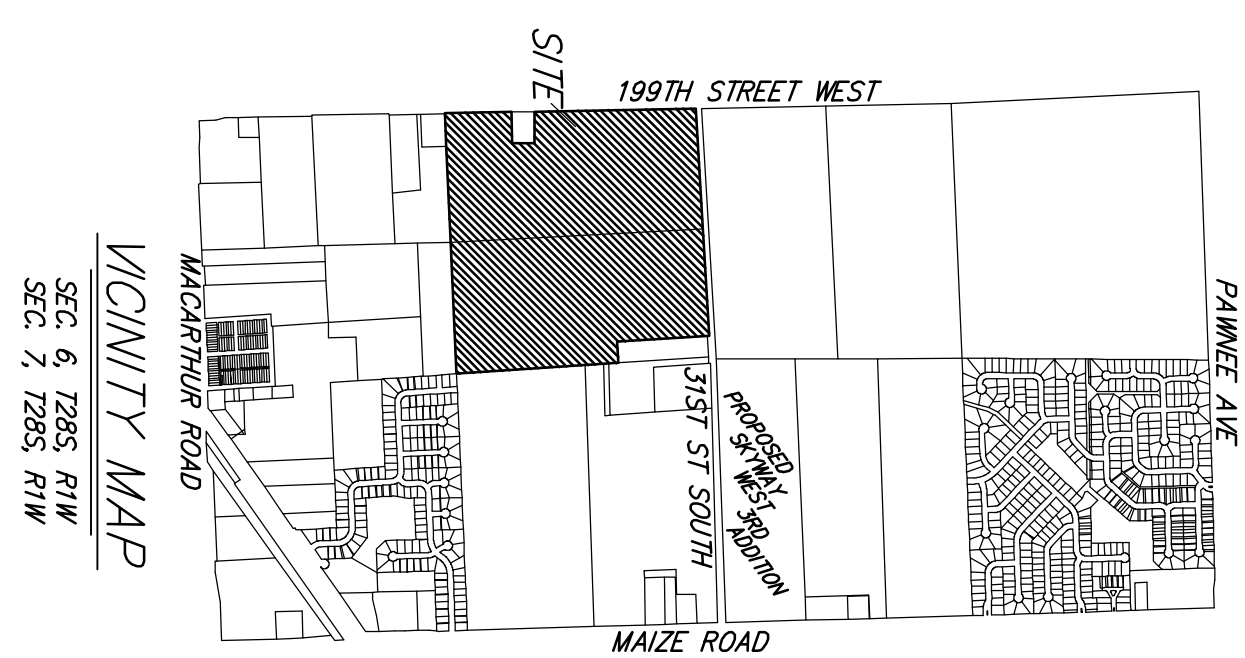 SITE
199TH STREET WEST
PAWNEE AVE
MACARTHUR ROAD
31ST ST SOUTH
PROPOSED
SKYWAY
WEST 3RD
ADDITION
MAIZE ROAD
VICINITY MAP
SEC. 6, T28S, R1W
SEC. 7, T28S, R1W